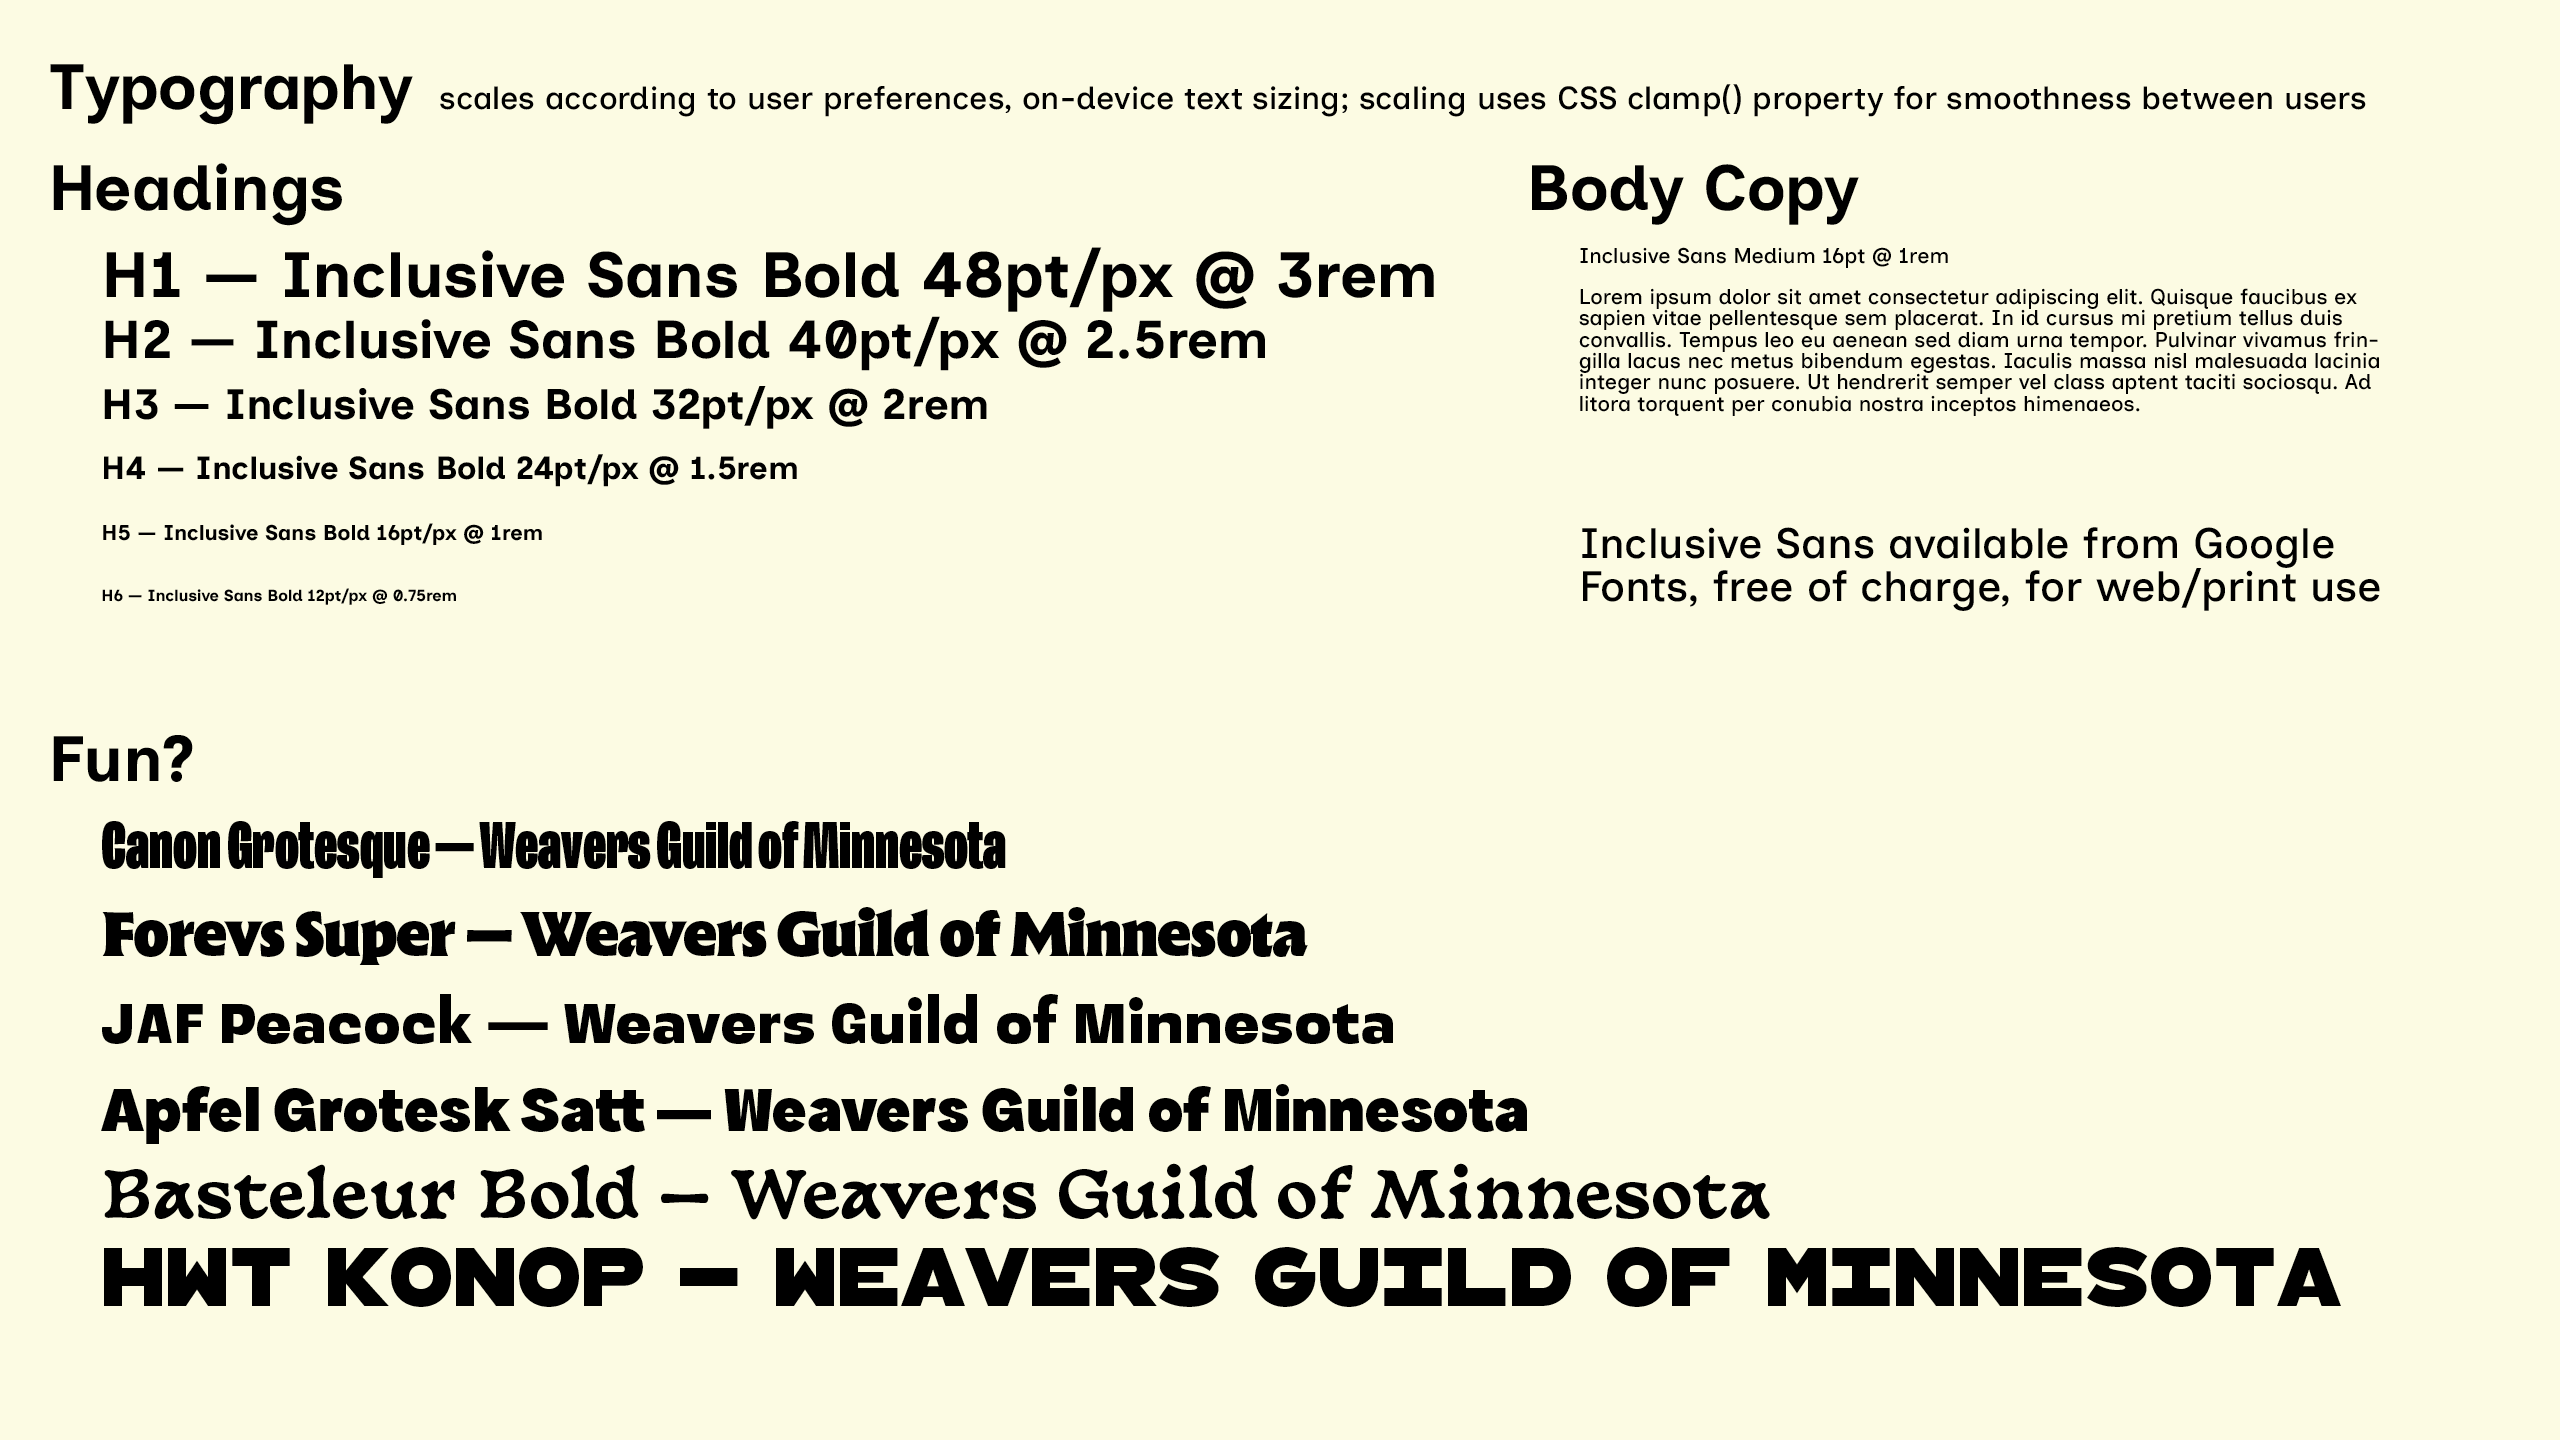 Typography scales according to user preferences, on-device text sizing; scaling uses CSS clamp() property for smoothness between users
Headings
H1 — Inclusive Sans Bold 48pt/px @ 3rem
H2 — Inclusive Sans Bold 40pt/px @ 2.5rem
H3 — Inclusive Sans Bold 32pt/px @ 2rem
H4 — Inclusive Sans Bold 24pt/px @ 1.5rem
H5 — Inclusive Sans Bold 16pt/px @ 1rem
H6 — Inclusive Sans Bold 12pt/px @ 0.75rem
Body Copy
Inclusive Sans Medium 16pt @ 1rem
Lorem ipsum dolor sit amet consectetur adipiscing elit. Quisque faucibus ex
sapien vitae pellentesque sem placerat. In id cursus mi pretium tellus duis
convallis. Tempus leo eu aenean sed diam urna tempor. Pulvinar vivamus frin-
gilla lacus nec metus bibendum egestas. Iaculis massa nisl malesuada lacinia
integer nunc posuere. Ut hendrerit semper vel class aptent taciti sociosqu. Ad
litora torquent per conubia nostra inceptos himenaeos.
Inclusive Sans available from Google
Fonts, free of charge, for web/print use
Fun?
Canon Grotesque — Weavers Guild of Minnesota
Forevs Super — Weavers Guild of Minnesota
JAF Peacock — Weavers Guild of Minnesota
Apfel Grotesk Satt — Weavers Guild of Minnesota
Basteleur Bold — Weavers Guild of Minnesota
HWT KONOP — WEAVERS GUILD OF MINNESOTA